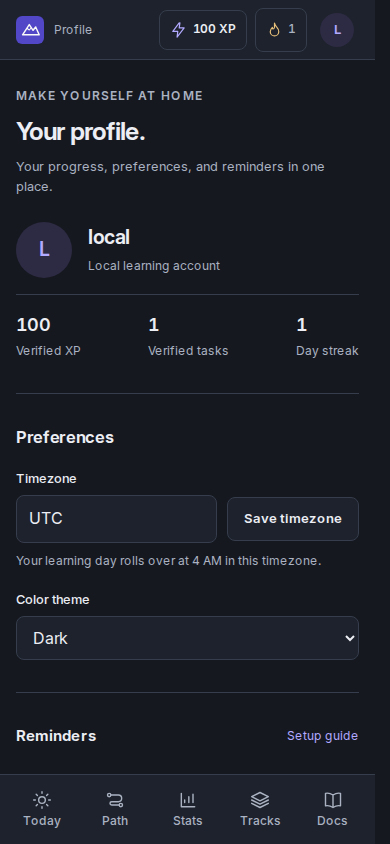 Profile
100 XP
1
L
MAKE YOURSELF AT HOME
Your profile.
Your progress, preferences, and reminders in one
place.
L
local
Local learning account
100
1
1
Verified XP
Verified tasks
Day streak
Preferences
Timezone
UTC
Save timezone
Your learning day rolls over at 4 AM in this timezone.
Color theme
Dark
Reminders
Setup guide
Today
Path
Stats
Tracks
Docs